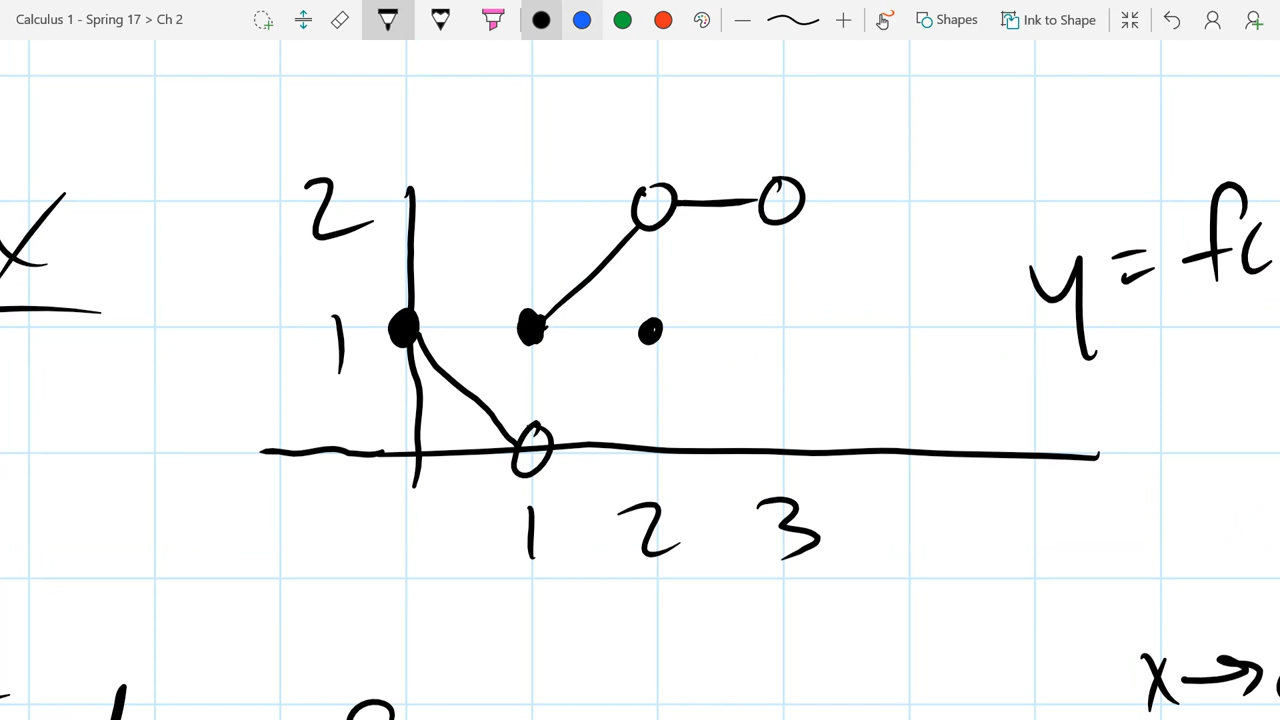 Calculus 1 - Spring 17 > Ch 2
Shapes
Ink to Shape
2
1
y = f(
1 2 3
x →